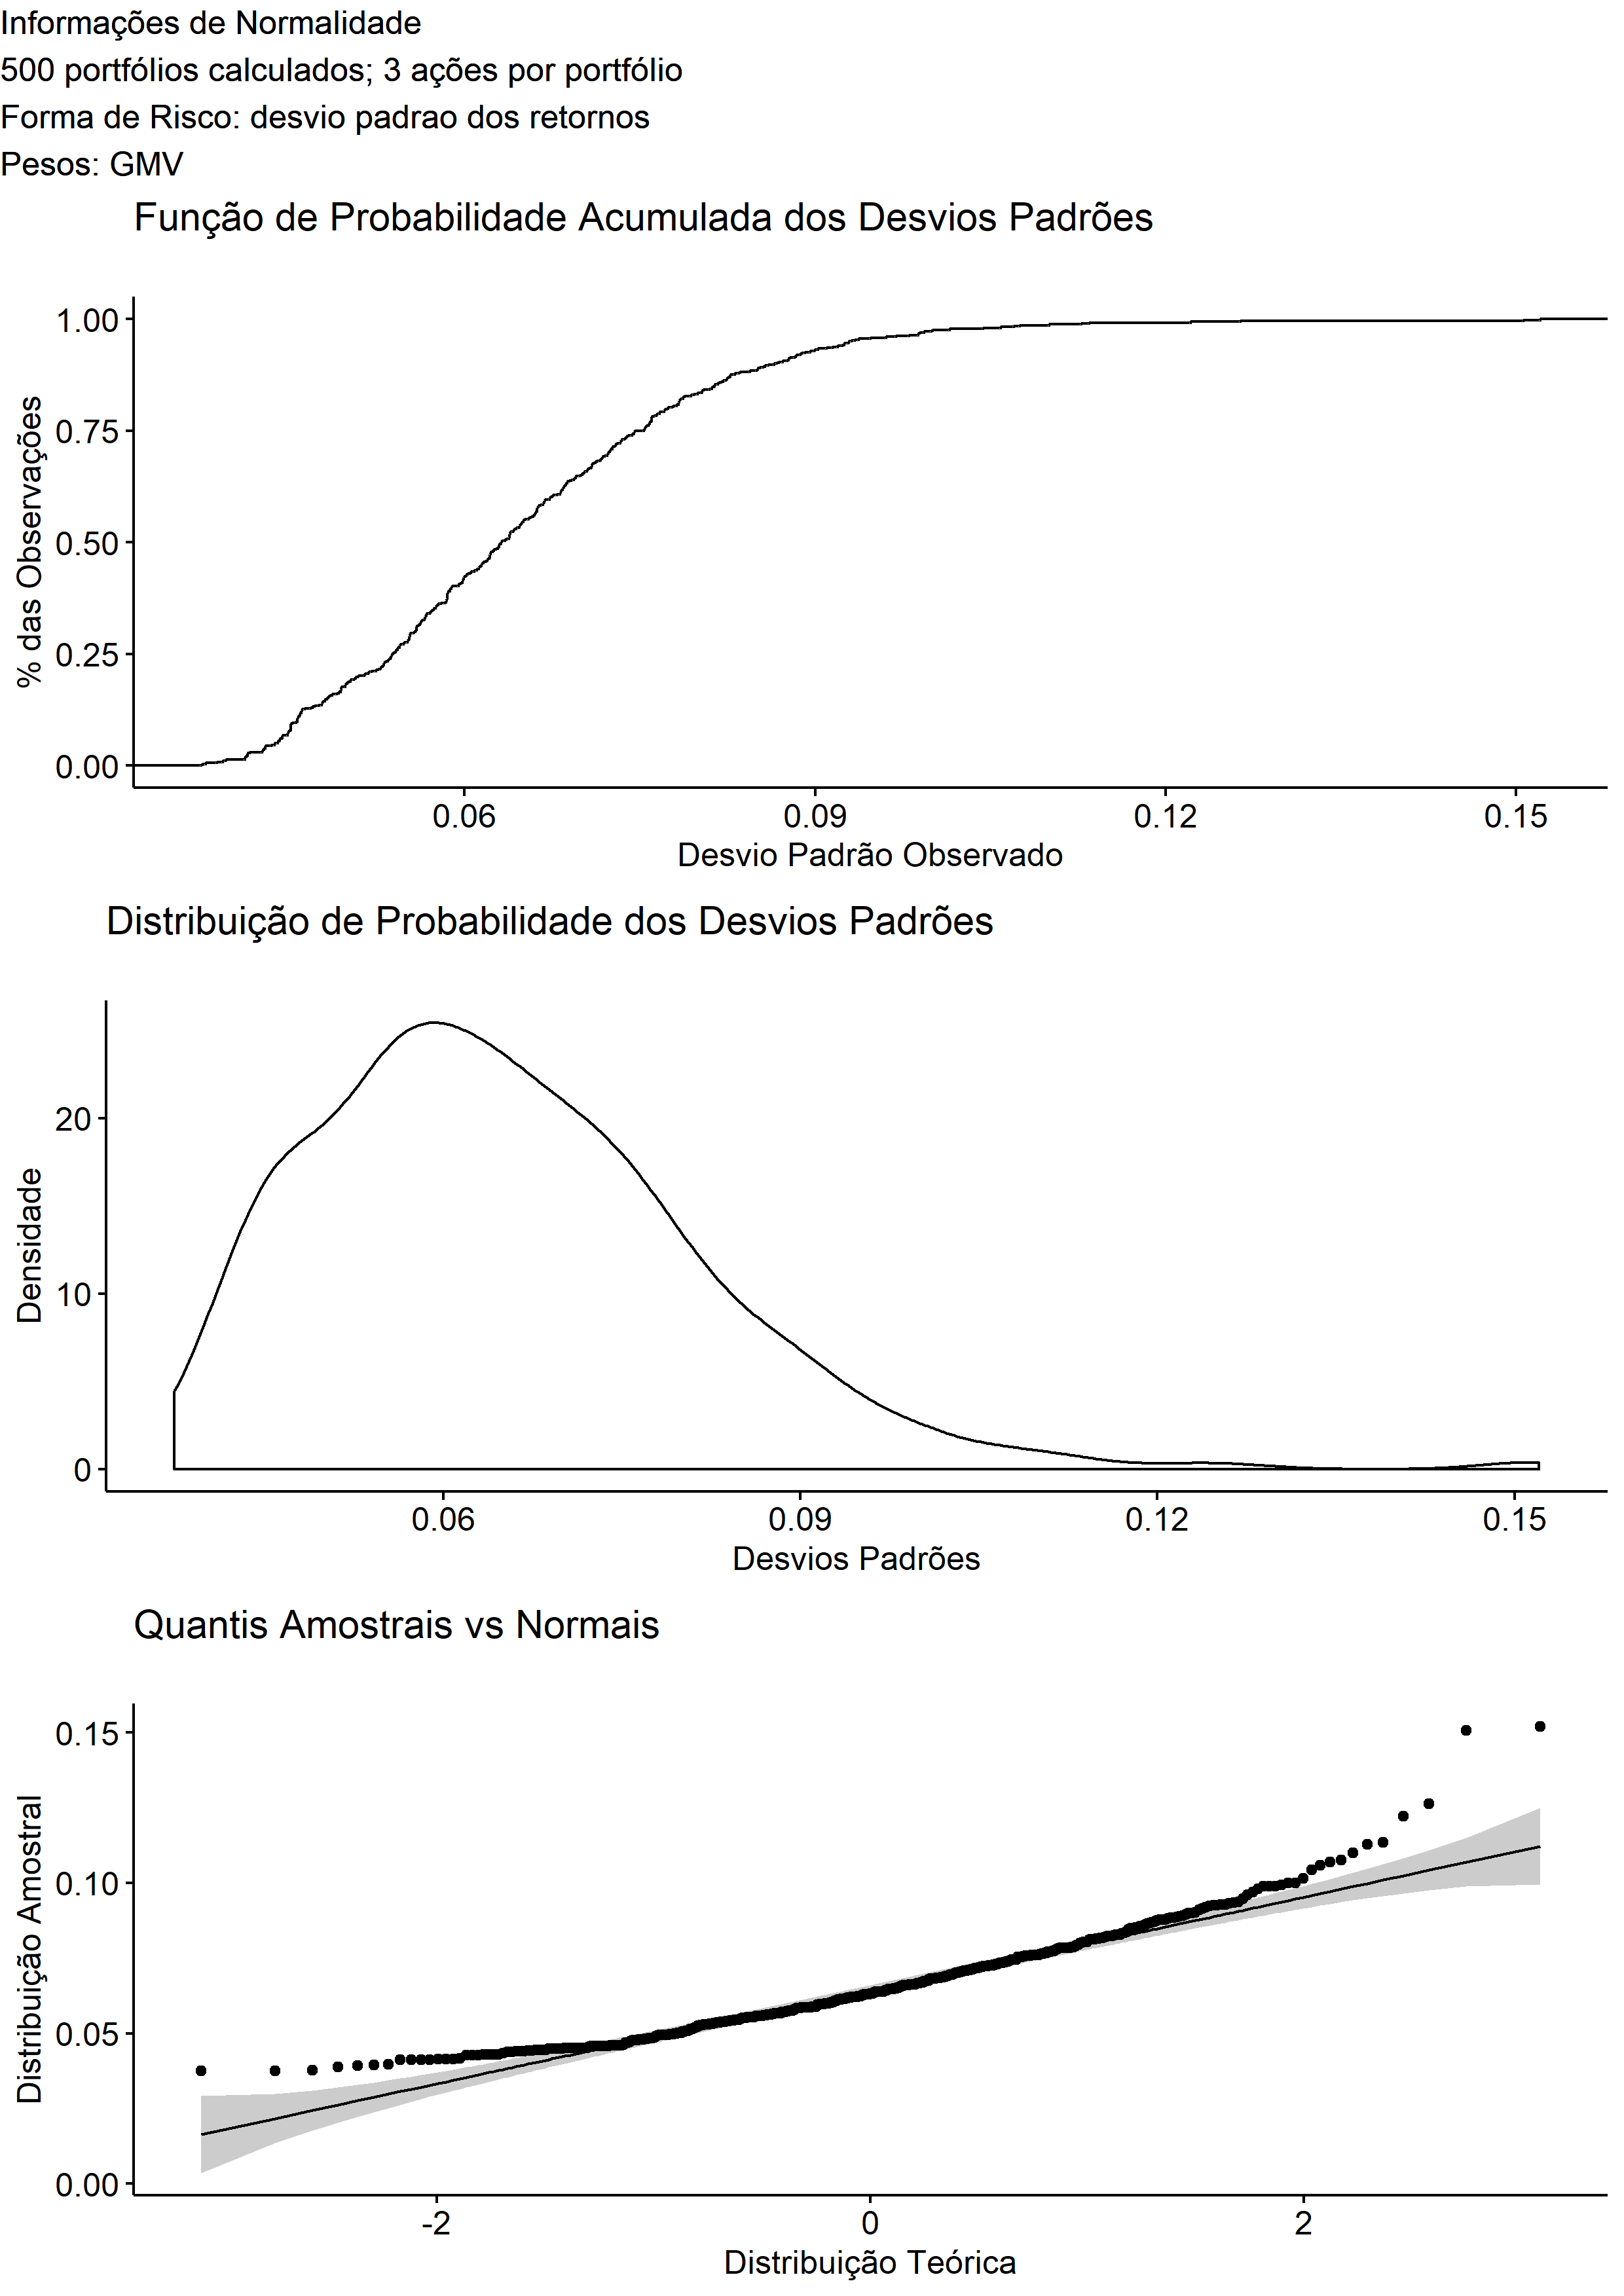 Informações de Normalidade
500 portfólios calculados; 3 ações por portfólio
Forma de Risco: desvio padrao dos retornos
Pesos: GMV
Função de Probabilidade Acumulada dos Desvios Padrões
% das Observações
1.00
0.75
0.50
0.25
0.00
0.06 0.09 0.12 0.15
Desvio Padrão Observado
Distribuição de Probabilidade dos Desvios Padrões
Densidade
20
10
0
0.06 0.09 0.12 0.15
Desvios Padrões
Quantis Amostrais vs Normais
Distribuição Amostral
0.15
0.10
0.05
0.00
-2 0 2
Distribuição Teórica